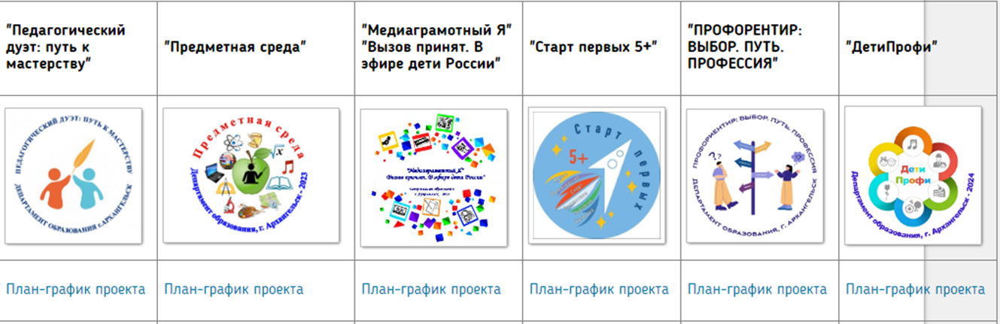 "Педагогический
дуэт: путь к
мастерству"
"Предметная среда"
"Медиаграмотный Я"
"Вызов принят. В
эфире дети России"
"Старт первых 5+"
"ПРОФОРЕНТИР:
ВЫБОР. ПУТЬ.
ПРОФЕССИЯ"
"ДетиПрофи"
ПЕДАГОГИЧЕСКИЙ ДУЭТ: ПУТЬ К МАСТЕРСТВУ
ДЕПАРТАМЕНТ ОБРАЗОВАНИЯ г.АРХАНГЕЛЬСК
Предметная среда
√x
Департамент образования, г. Архангельск - 2023
"Медиаграмотный Я"
Вызов принят. В эфире дети России"
Старт первых
5+
ПРОФОРИЕНТИР: ВЫБОР. ПУТЬ. ПРОФЕССИЯ
??
ДЕПАРТАМЕНТ ОБРАЗОВАНИЯ, Г. АРХАНГЕЛЬСК
Дети
Профи
Департамент образования, г. Архангельск - 2024
План-график проекта
План-график проекта
План-график проекта
План-график проекта
План-график проекта
План-график проекта